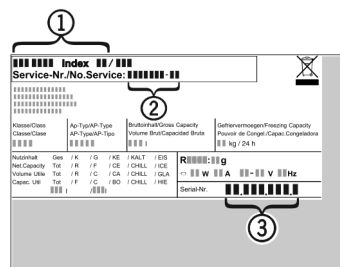 1
Index /
Service-Nr./No.Service: -
2
Klasse/Class
Classe/Clase
Ap-Typ/AP-Type
AP-Type/AP-Tipo
Bruttoinhalt/Gross Capacity
Volume Brut/Capacidad Bruta
l
Gefriervermoegen/Freezing Capacity
Pouvoir de Congel./Capac.Congeladora
kg / 24 h
Nutzinhalt Ges / K / G / KE / KALT / EIS
Net.Capacity Tot / R / F / CE / CHILL / ICE
Volume Utile Tot / R / C / CA / CHILL / GLA
Capac. Util Tot / F / C / BO / CHILL / HIE
l / l
R : g
W A - V Hz
Serial-Nr. , , ,
3